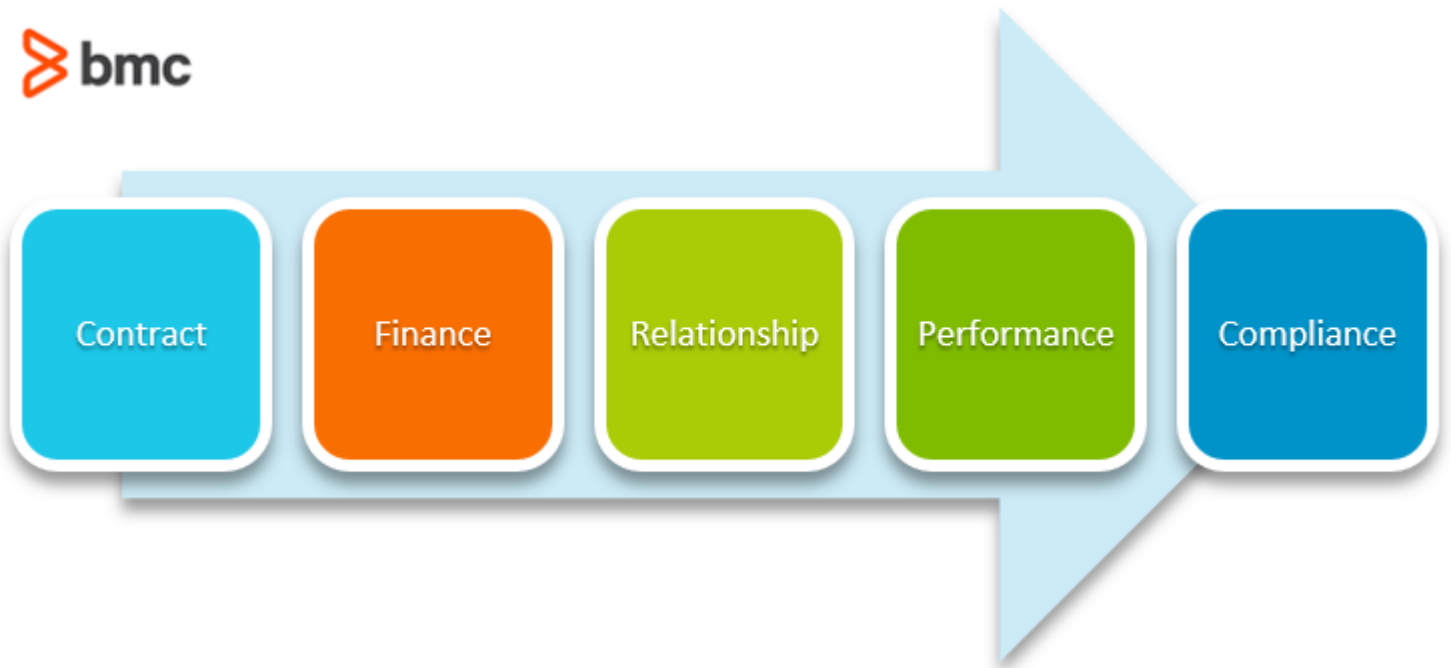 bmc
Contract
Finance
Relationship
Performance
Compliance